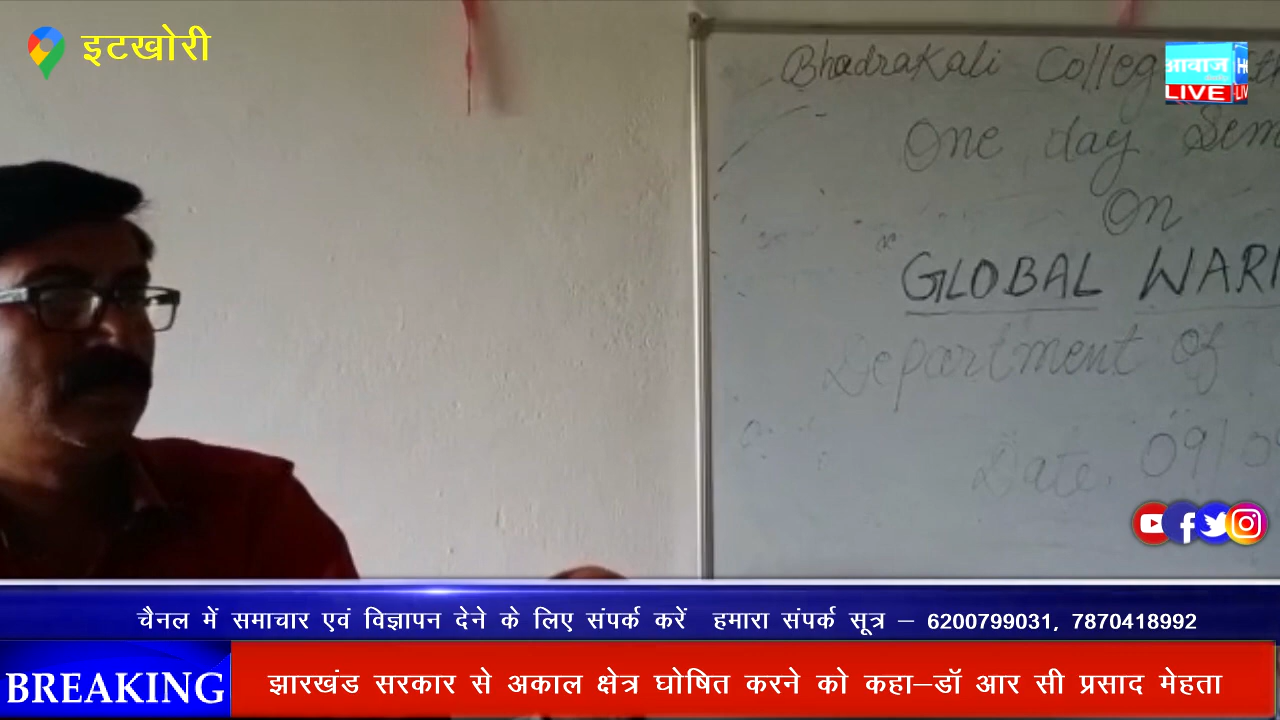 इटखोरी
BhadraKali Colleg
आवाज
LIVE
One day Sem
On
GLOBAL WAR
Department of
Date. 09/0
चैनल में समाचार एवं विज्ञापन देने के लिए संपर्क करें हमारा संपर्क सूत्र – 6200799031, 7870418992
BREAKING
झारखंड सरकार से अकाल क्षेत्र घोषित करने को कहा–डॉ आर सी प्रसाद मेहता